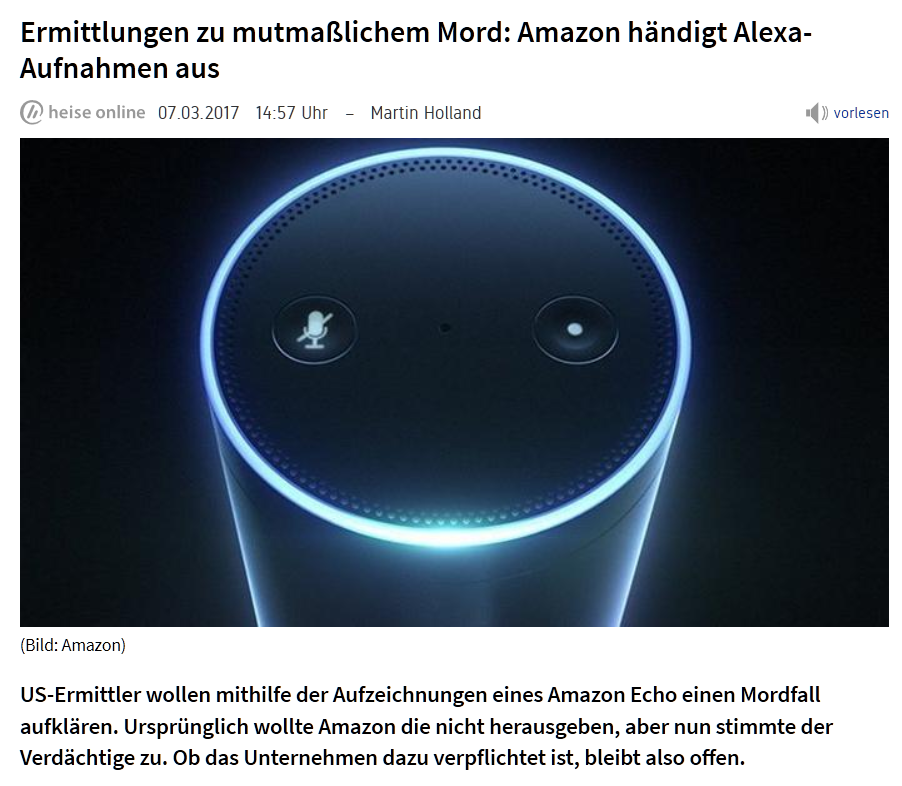 Ermittlungen zu mutmaßlichem Mord: Amazon händigt Alexa-
Aufnahmen aus
heise online 07.03.2017 14:57 Uhr – Martin Holland
vorlesen
(Bild: Amazon)
US-Ermittler wollen mithilfe der Aufzeichnungen eines Amazon Echo einen Mordfall
aufklären. Ursprünglich wollte Amazon die nicht herausgeben, aber nun stimmte der
Verdächtige zu. Ob das Unternehmen dazu verpflichtet ist, bleibt also offen.